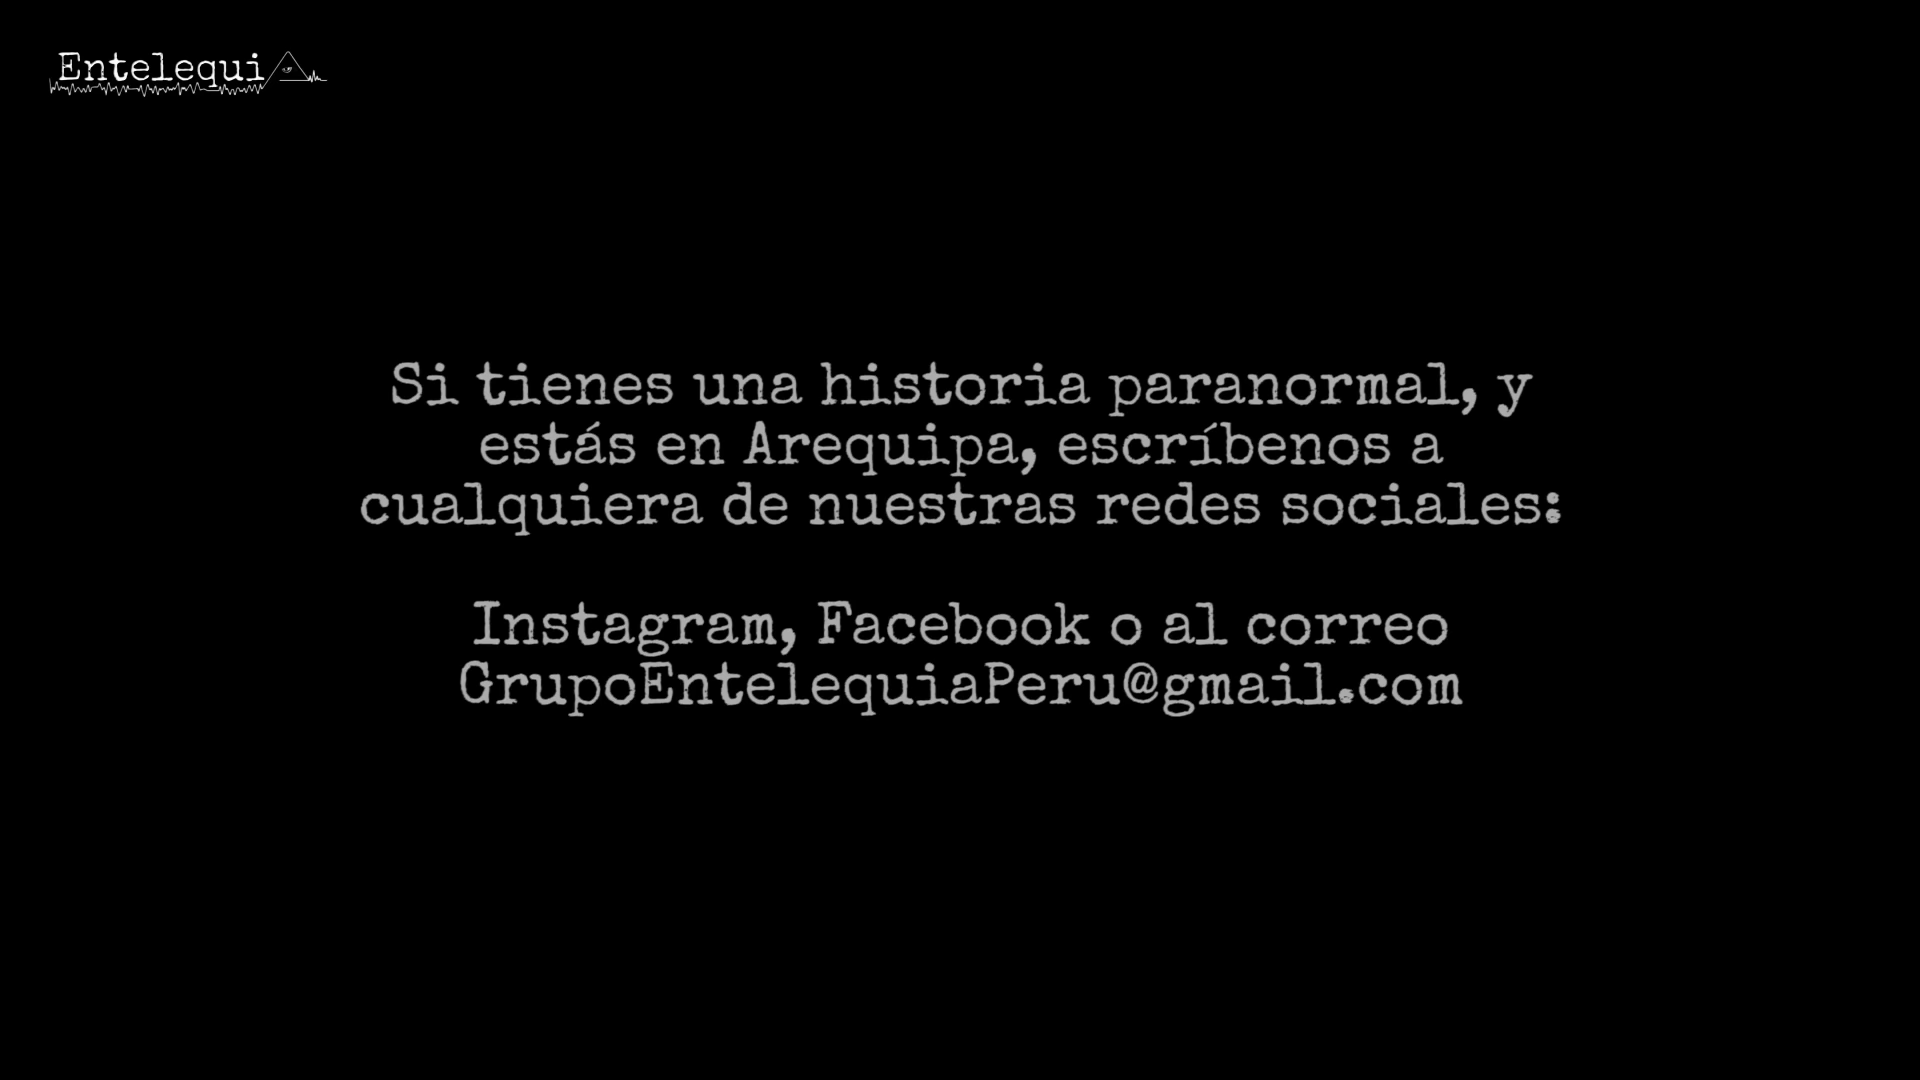 Entelequi
Si tienes una historia paranormal, y
estás en Arequipa, escríbenos a
cualquiera de nuestras redes sociales:
Instagram, Facebook o al correo
GrupoEntelequiaPeru@gmail.com